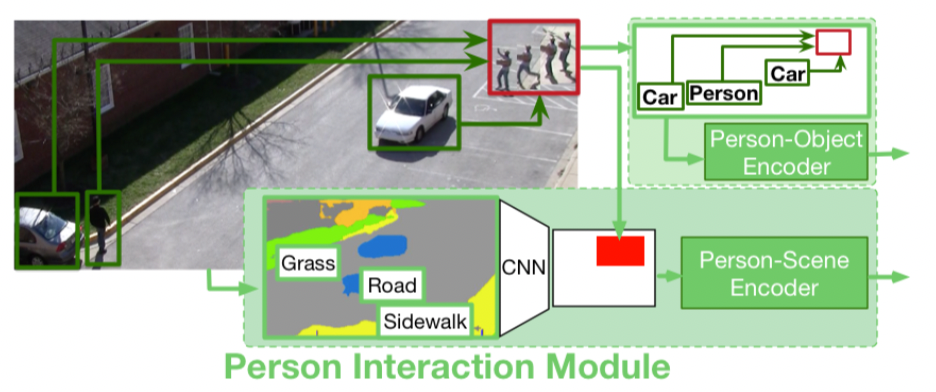 Car
Person
Car
Person-Object
Encoder
Grass
Road
Sidewalk
CNN
Person-Scene
Encoder
Person Interaction Module